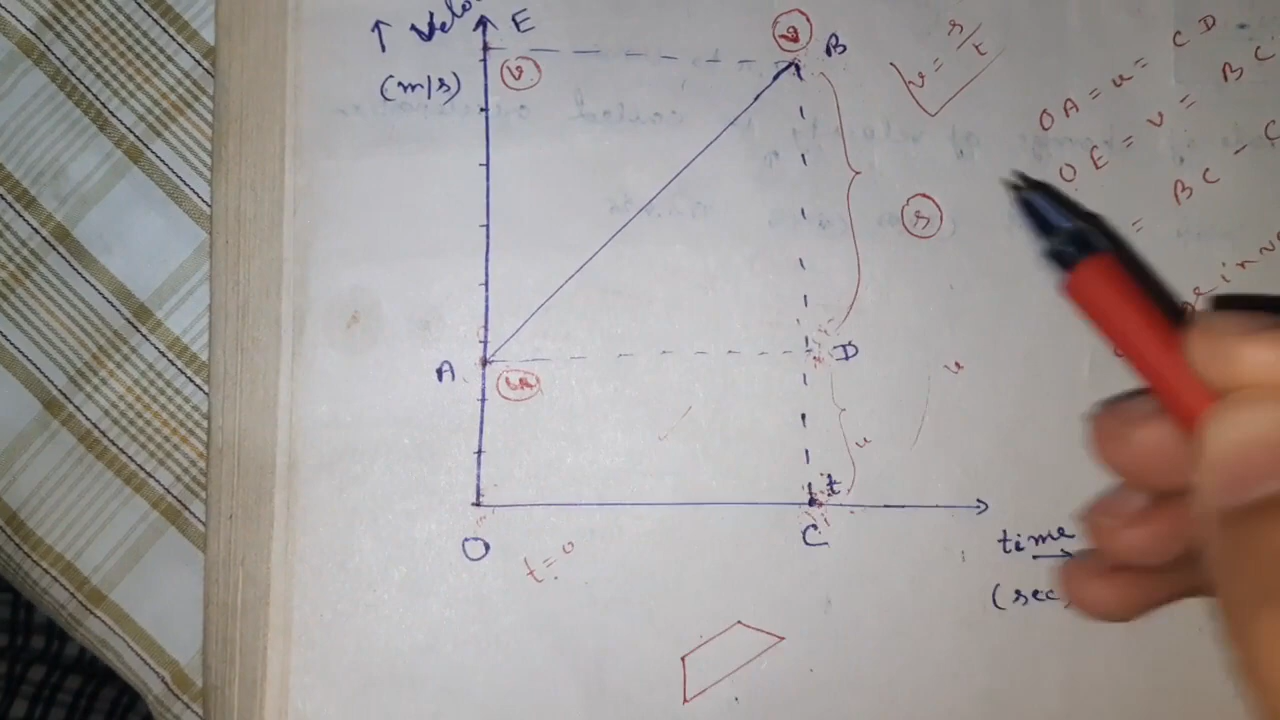 ↑ Velo
(m/s)
E
v
v
B
v = s/t
OA = u = CD
OE = v = BC
= BC - C
s
A
u
D
u
t
O
t = 0
C
time
(sec